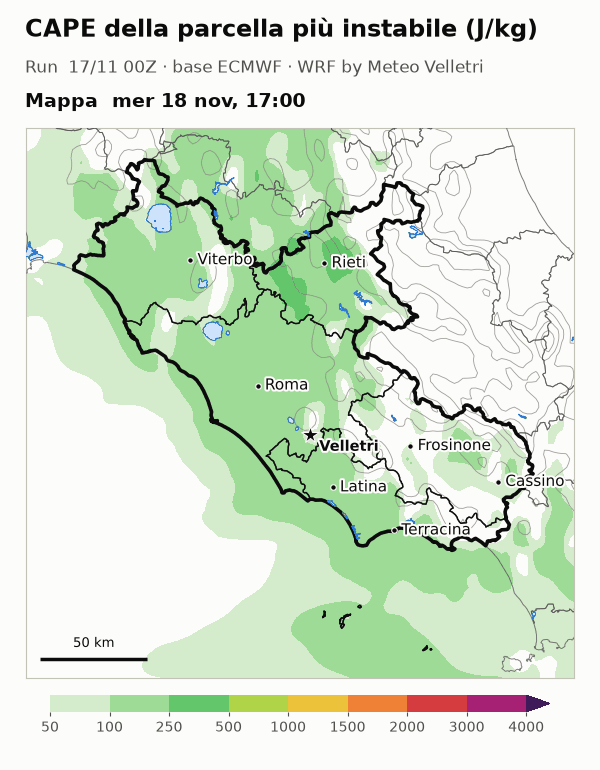 CAPE della parcella più instabile (J/kg)
Run 17/11 00Z · base ECMWF · WRF by Meteo Velletri
Mappa mer 18 nov, 17:00
Viterbo
Rieti
Roma
Velletri
Frosinone
Cassino
Latina
Terracina
50 km
50 100 250 500 1000 1500 2000 3000 4000